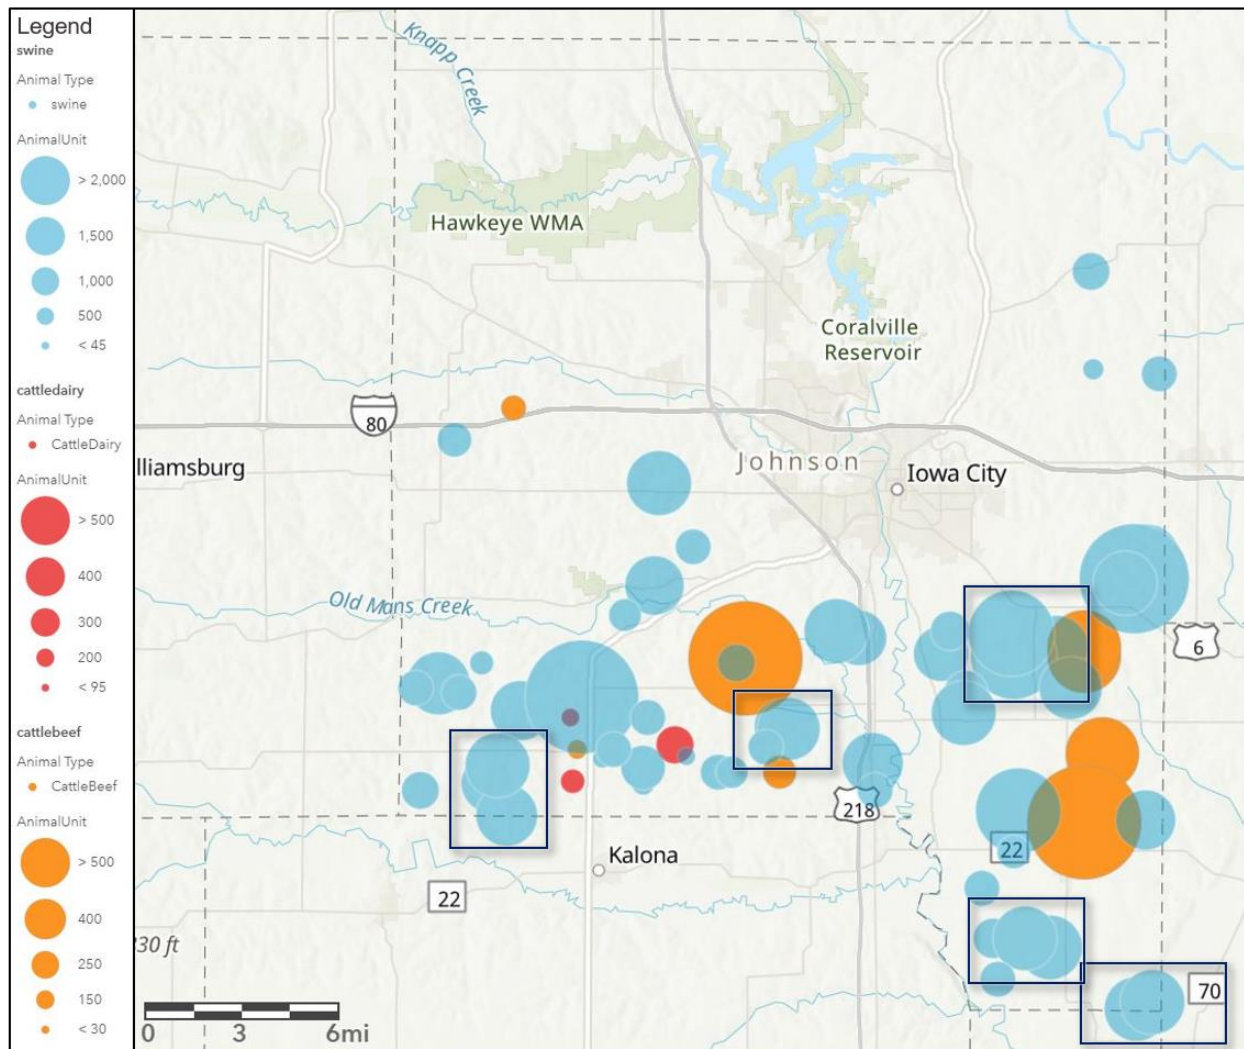 Legend
swine
Animal Type
swine
AnimalUnit
> 2,000
1,500
1,000
500
< 45
cattledairy
Animal Type
CattleDairy
AnimalUnit
> 500
400
300
200
< 95
cattlebeef
Animal Type
CattleBeef
AnimalUnit
> 500
400
250
150
< 30
Knapp Creek
Hawkeye WMA
Coralville
Reservoir
80
lliamsburg
Johnson
Iowa City
Old Mans Creek
6
218
Kalona
22
22
30 ft
70
0 3 6mi